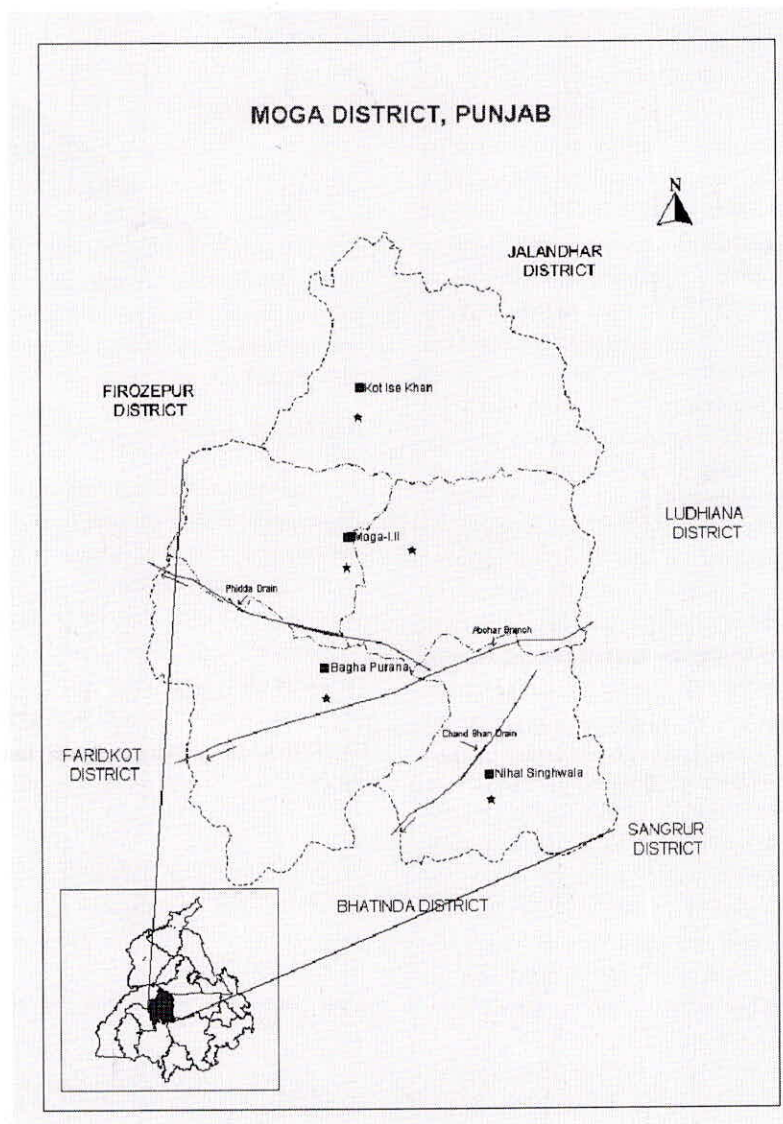 MOGA DISTRICT, PUNJAB
N
JALANDHAR
DISTRICT
FIROZEPUR
DISTRICT
Kot Ise Khan
LUDHIANA
DISTRICT
Moga-I,II
Phidda Drain
Abohar Branch
Bagha Purana
Chand Bhan Drain
FARIDKOT
DISTRICT
Nihal Singhwala
SANGRUR
DISTRICT
BHATINDA DISTRICT